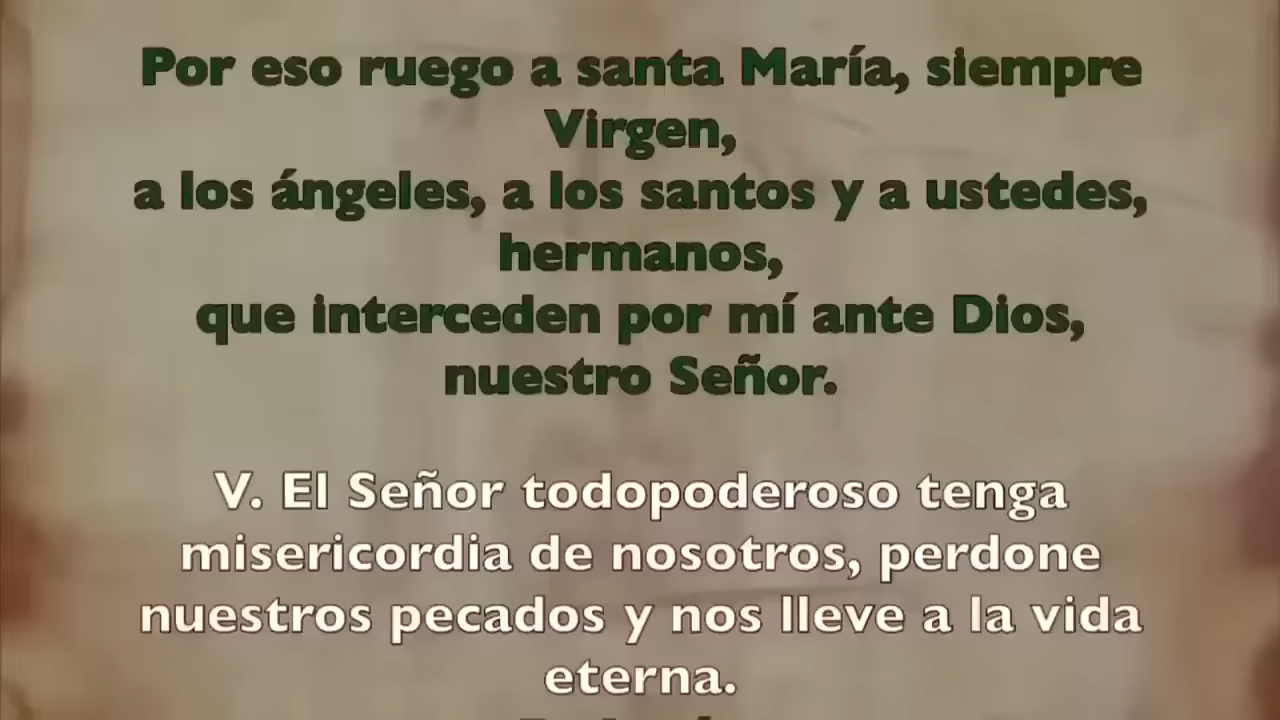 Por eso ruego a santa María, siempre
Virgen,
a los ángeles, a los santos y a ustedes,
hermanos,
que interceden por mí ante Dios,
nuestro Señor.
V. El Señor todopoderoso tenga
misericordia de nosotros, perdone
nuestros pecados y nos lleve a la vida
eterna.